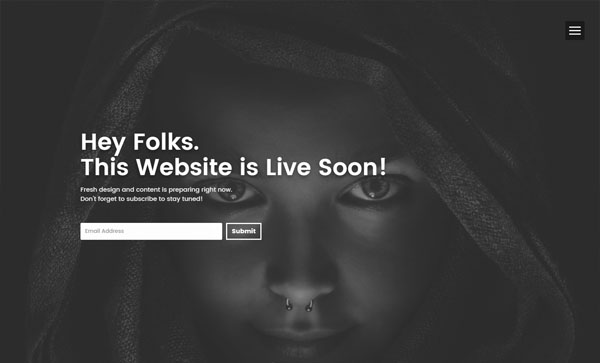 Hey Folks.
This Website is Live Soon!
Fresh design and content is preparing right now.
Don't forget to subscribe to stay tuned!
Email Address
Submit